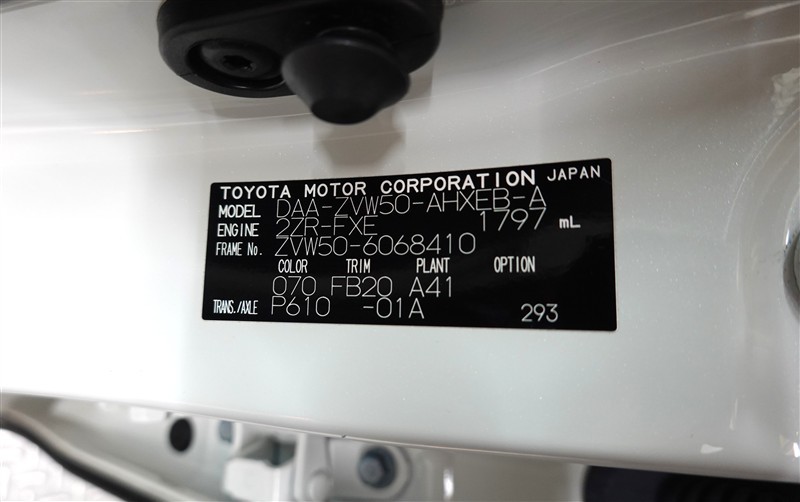 TOYOTA MOTOR CORPORATION JAPAN
MODEL DAA-ZVW50-AHXEB-A
ENGINE 2ZR-FXE 1797 mL
FRAME No. ZVW50-6068410
COLOR TRIM PLANT OPTION
070 FB20 A41
TRANS./AXLE P610 -01A 293